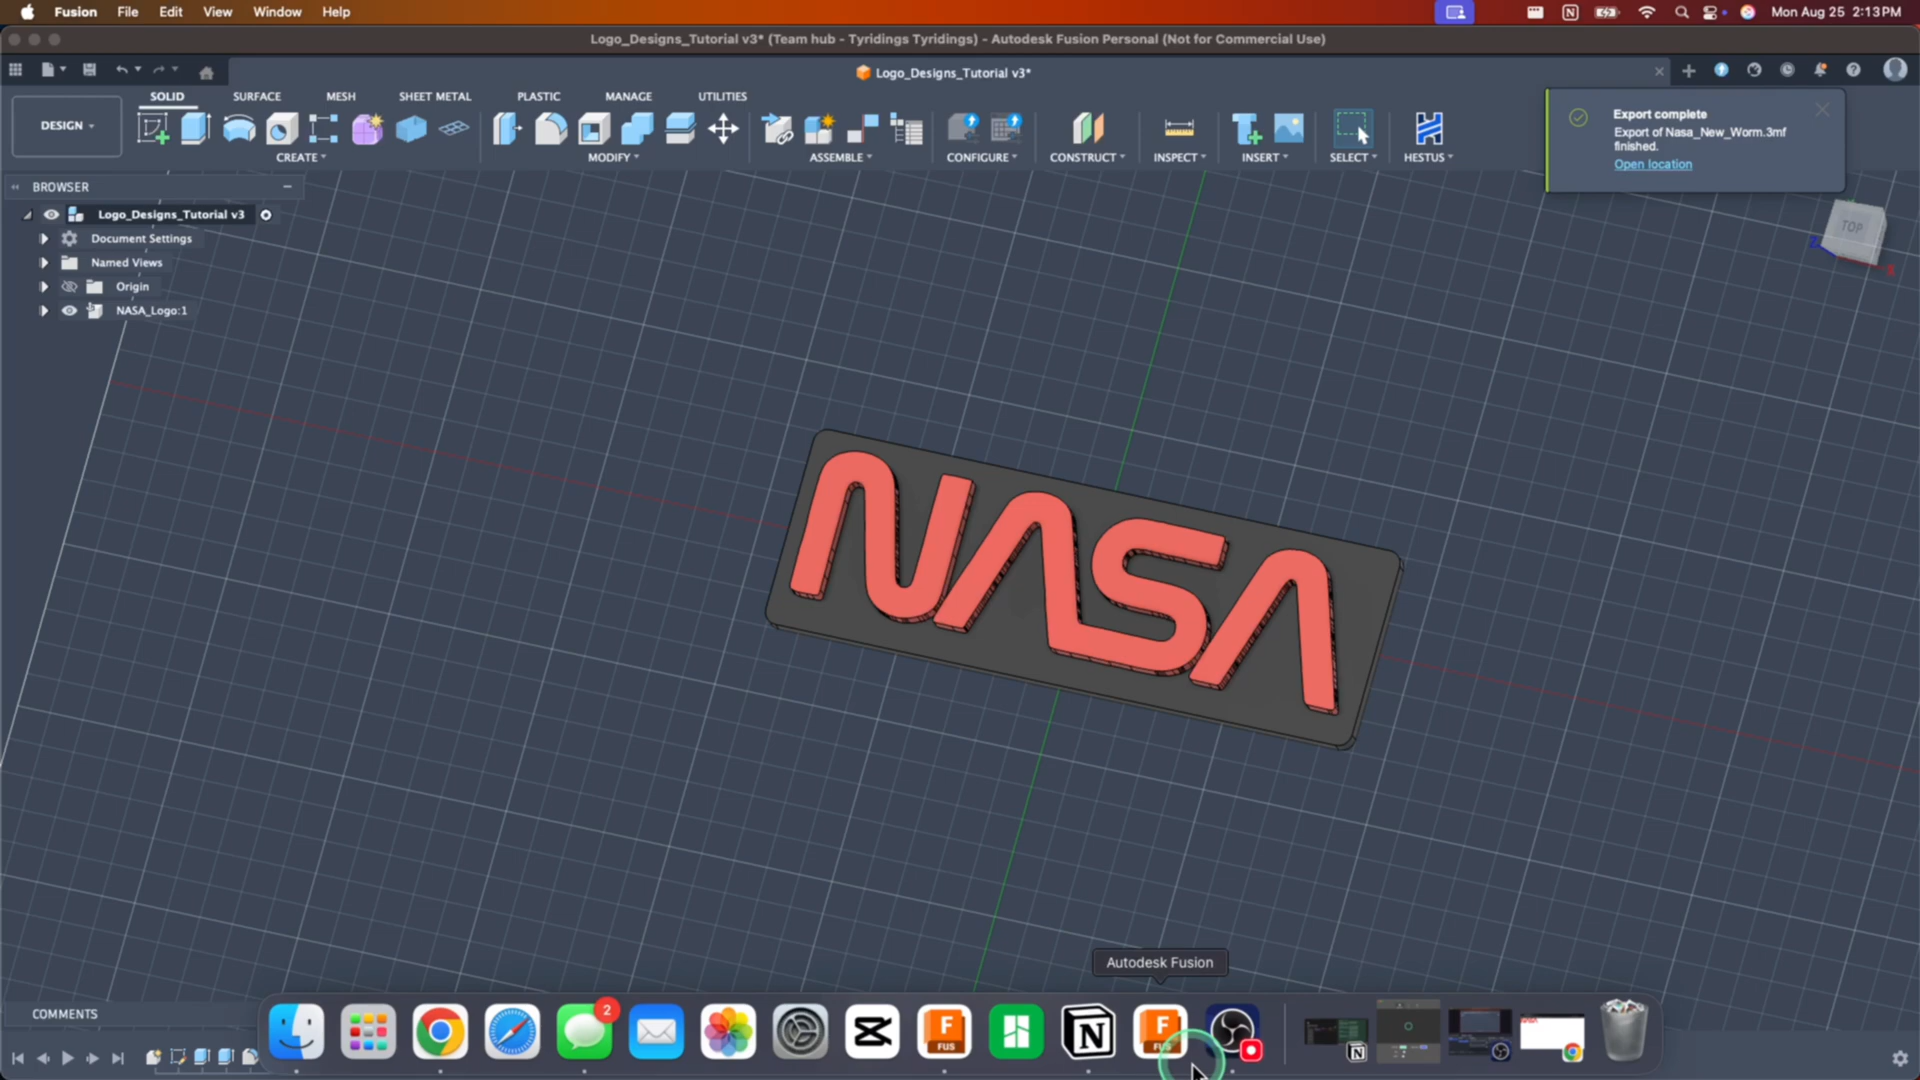 Fusion File Edit View Window Help
Mon Aug 25 2:13 PM
Logo_Designs_Tutorial v3* (Team hub - Tyridings Tyridings) - Autodesk Fusion Personal (Not for Commercial Use)
Logo_Designs_Tutorial v3*
SOLID SURFACE MESH SHEET METAL PLASTIC MANAGE UTILITIES
DESIGN
CREATE MODIFY ASSEMBLE CONFIGURE CONSTRUCT INSPECT INSERT SELECT HESTUS
Export complete
Export of Nasa_New_Worm.3mf
finished.
Open location
BROWSER
Logo_Designs_Tutorial v3
Document Settings
Named Views
Origin
NASA_Logo:1
TOP
Z
X
NASA
Autodesk Fusion
COMMENTS
2
F
FUS
N
F
FUS
N